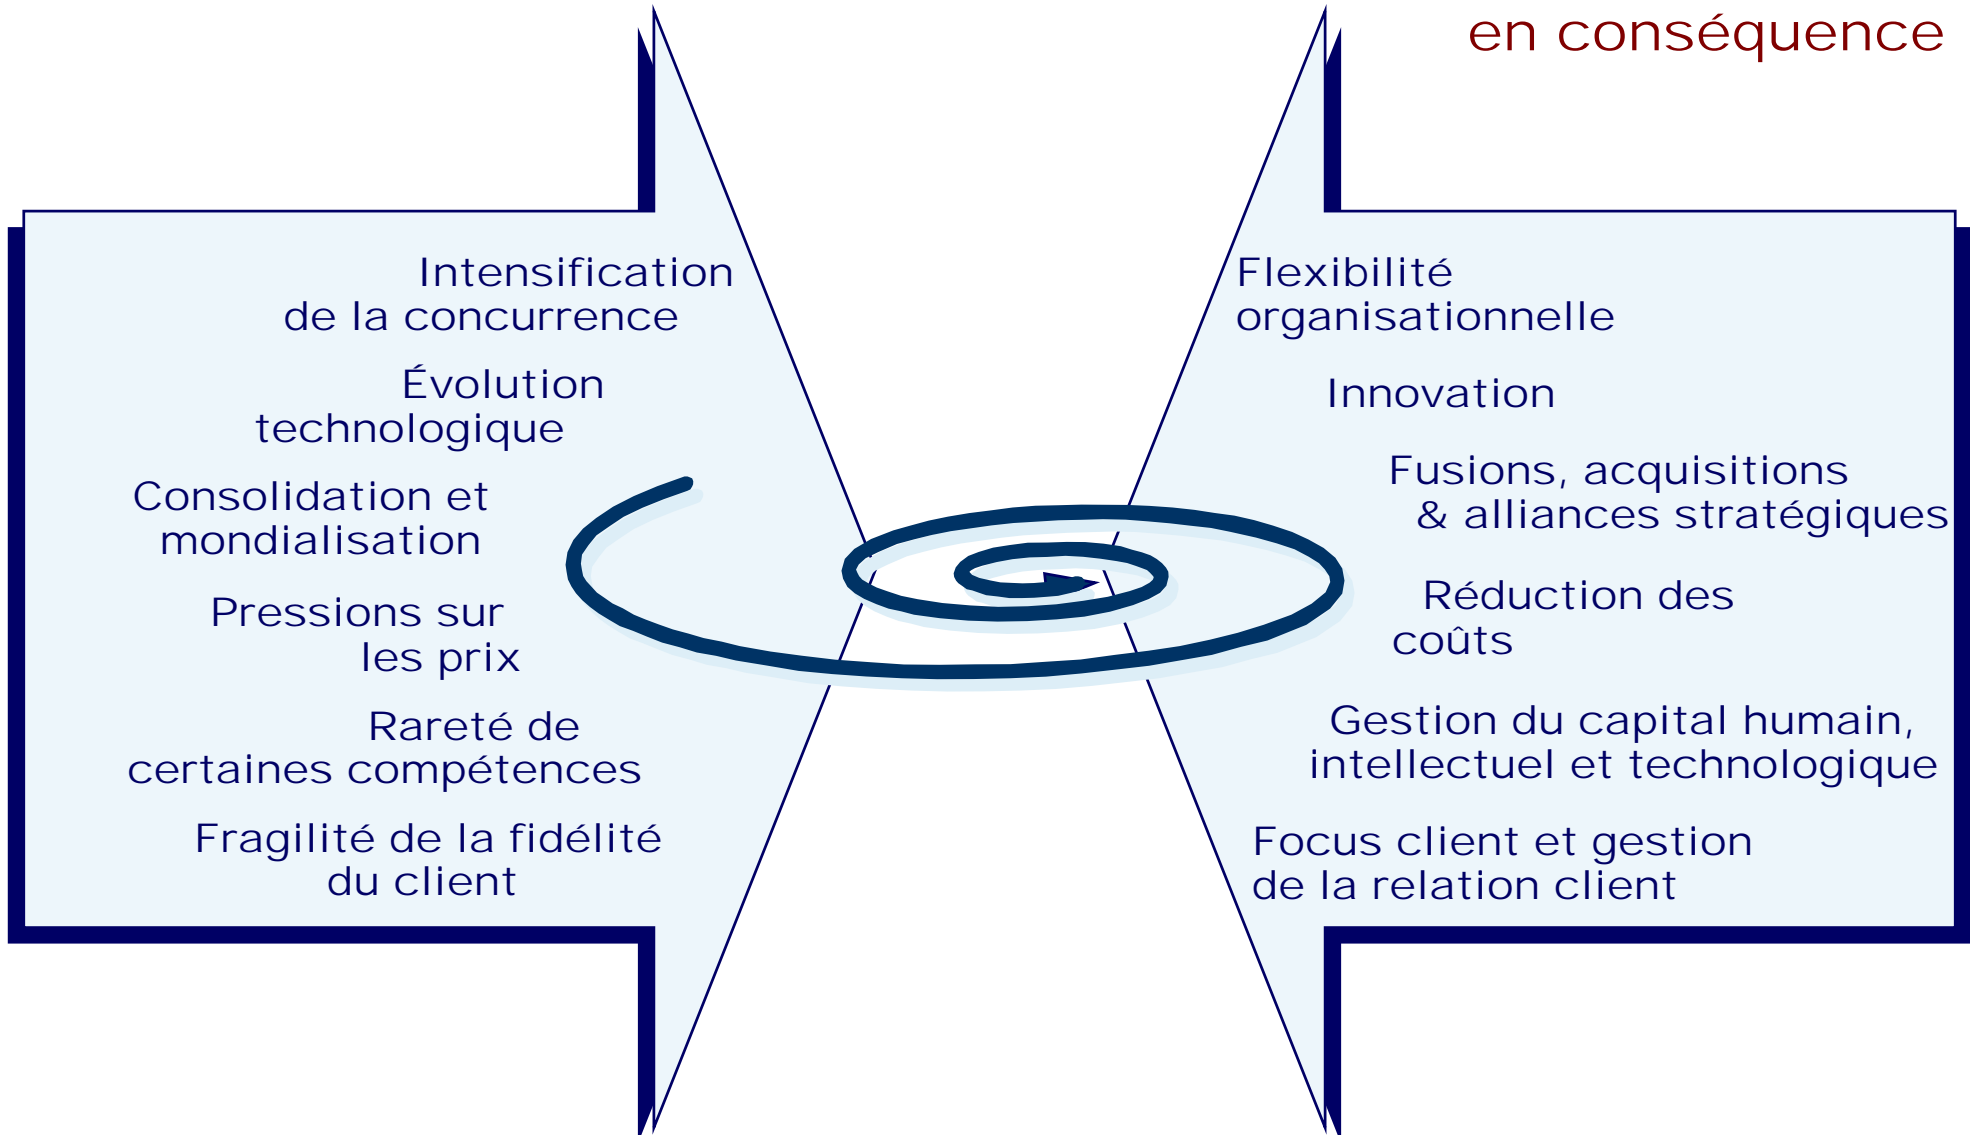 en conséquence
Intensification
de la concurrence
Évolution
technologique
Consolidation et
mondialisation
Pressions sur
les prix
Rareté de
certaines compétences
Fragilité de la fidélité
du client
Flexibilité
organisationnelle
Innovation
Fusions, acquisitions
& alliances stratégiques
Réduction des
coûts
Gestion du capital humain,
intellectuel et technologique
Focus client et gestion
de la relation client